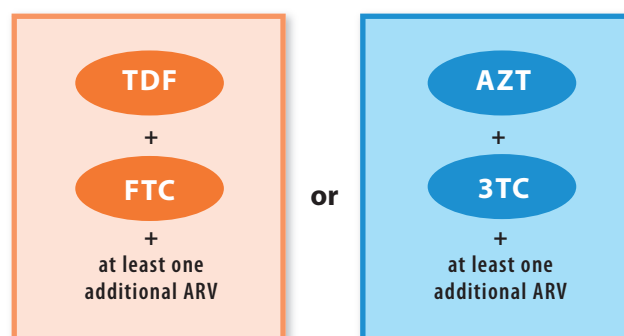 TDF
+
FTC
+
at least one
additional ARV
or
AZT
+
3TC
+
at least one
additional ARV